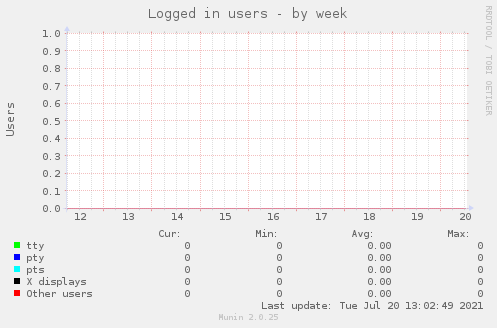 Logged in users - by week
RRDTOOL / TOBI OETIKER
Users
1.0
0.9
0.8
0.7
0.6
0.5
0.4
0.3
0.2
0.1
0.0
12 13 14 15 16 17 18 19 20
Cur: Min: Avg: Max:
tty 0 0 0.00 0
pty 0 0 0.00 0
pts 0 0 0.00 0
X displays 0 0 0.00 0
Other users 0 0 0.00 0
Last update: Tue Jul 20 13:02:49 2021
Munin 2.0.25